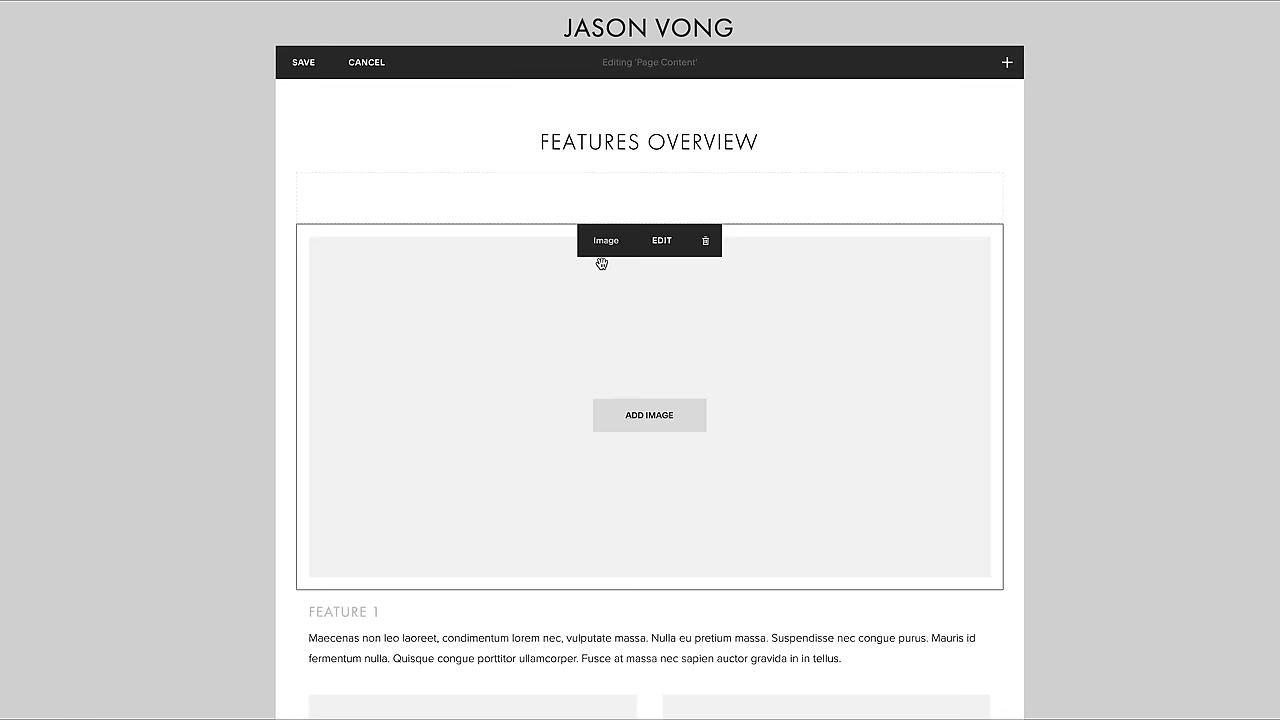 JASON VONG
SAVE CANCEL Editing 'Page Content' +
FEATURES OVERVIEW
Image EDIT
ADD IMAGE
FEATURE 1
Maecenas non leo laoreet, condimentum lorem nec, vulputate massa. Nulla eu pretium massa. Suspendisse nec congue purus. Mauris id
fermentum nulla. Quisque congue porttitor ullamcorper. Fusce at massa nec sapien auctor gravida in in tellus.